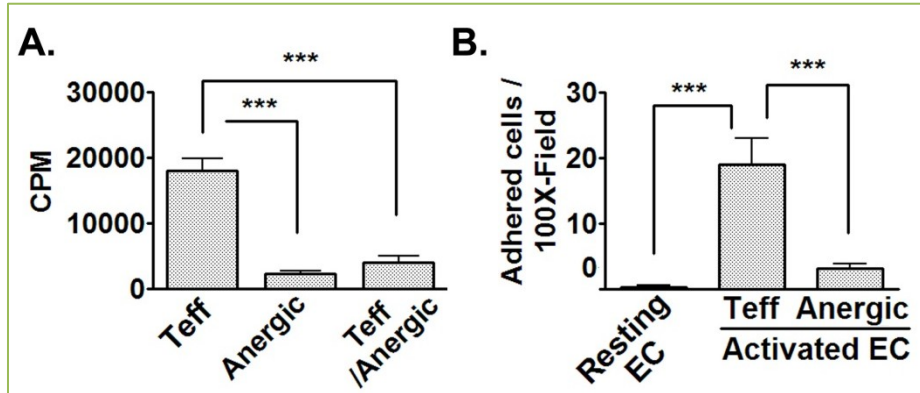 A.
***
***
30000
20000
10000
0
CPM
Teff
Anergic
Teff
/Anergic
B.
***
***
30
20
10
0
Adhered cells /
100X-Field
Resting
EC
Teff Anergic
Activated EC